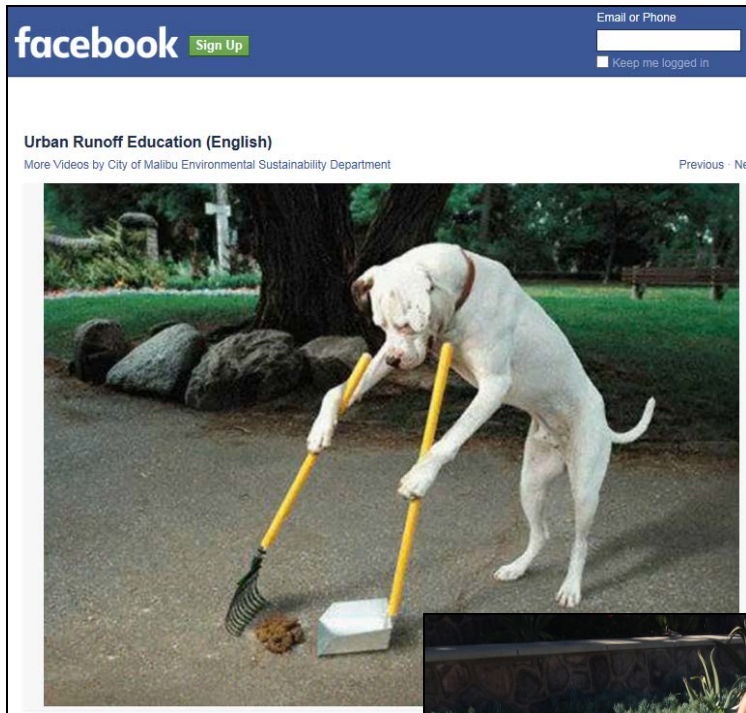 Email or Phone
facebook Sign Up
Keep me logged in
Urban Runoff Education (English)
More Videos by City of Malibu Environmental Sustainability Department
Previous ·